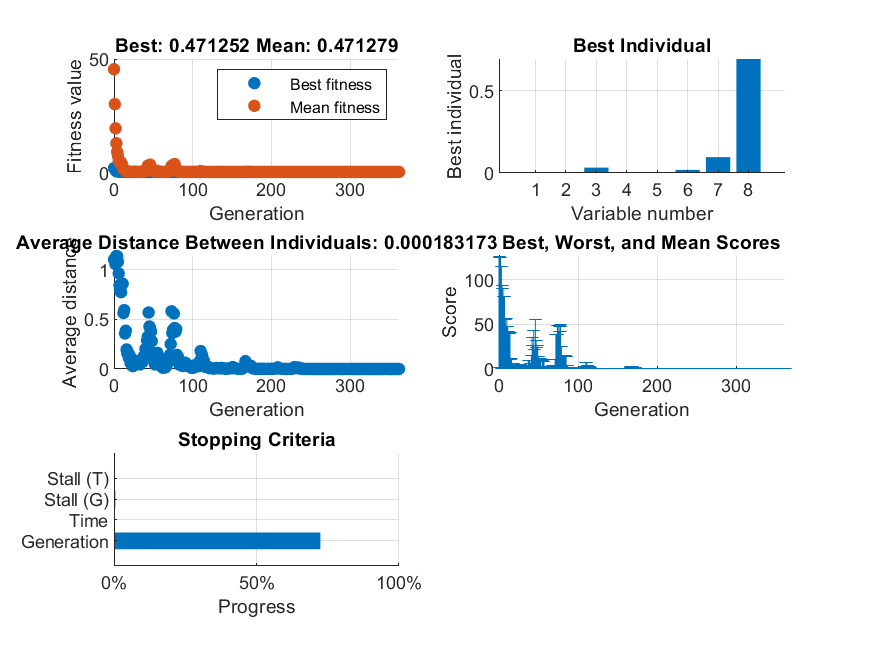 Best: 0.471252 Mean: 0.471279
Fitness value
50
0
Best fitness
Mean fitness
0 100 200 300
Generation
Best Individual
Best individual
0.5
0
1 2 3 4 5 6 7 8
Variable number
Average Distance Between Individuals: 0.000183173
Average distance
1
0.5
0
0 100 200 300
Generation
Best, Worst, and Mean Scores
Score
100
50
0
0 100 200 300
Generation
Stopping Criteria
Stall (T)
Stall (G)
Time
Generation
0% 50% 100%
Progress